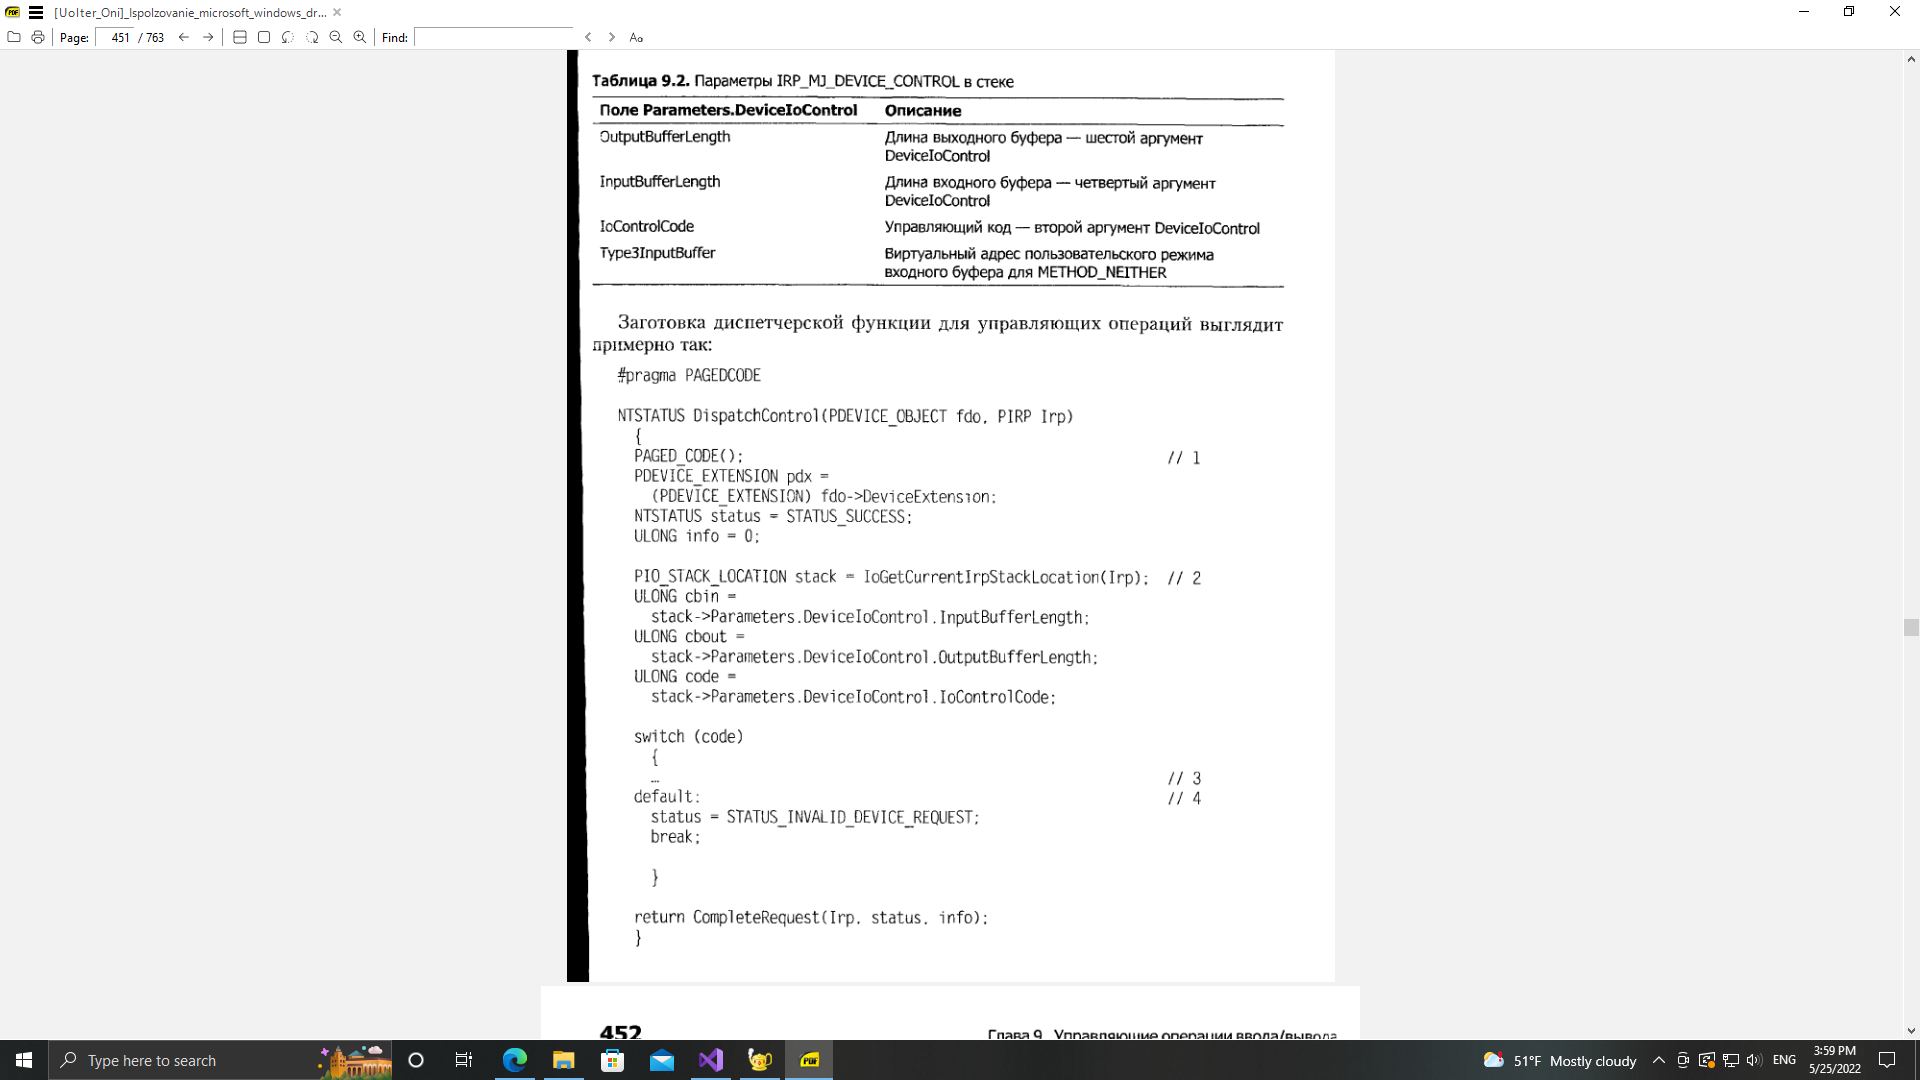 [Uolter_Oni]_Ispolzovanie_microsoft_windows_dr...
Page: 451 / 763 Find: Aa
Таблица 9.2. Параметры IRP_MJ_DEVICE_CONTROL в стеке
Поле Parameters.DeviceIoControl Описание
OutputBufferLength Длина выходного буфера — шестой аргумент
DeviceIoControl
InputBufferLength Длина входного буфера — четвертый аргумент
DeviceIoControl
IoControlCode Управляющий код — второй аргумент DeviceIoControl
Type3InputBuffer Виртуальный адрес пользовательского режима
входного буфера для METHOD_NEITHER
Заготовка диспетчерской функции для управляющих операций выглядит
примерно так:
#pragma PAGEDCODE
NTSTATUS DispatchControl(PDEVICE_OBJECT fdo, PIRP Irp)
{
PAGED_CODE(); // 1
PDEVICE_EXTENSION pdx =
(PDEVICE_EXTENSION) fdo->DeviceExtension;
NTSTATUS status = STATUS_SUCCESS;
ULONG info = 0;
PIO_STACK_LOCATION stack = IoGetCurrentIrpStackLocation(Irp); // 2
ULONG cbin =
stack->Parameters.DeviceIoControl.InputBufferLength;
ULONG cbout =
stack->Parameters.DeviceIoControl.OutputBufferLength;
ULONG code =
stack->Parameters.DeviceIoControl.IoControlCode;
switch (code)
{
… // 3
default: // 4
status = STATUS_INVALID_DEVICE_REQUEST;
break;
}
return CompleteRequest(Irp, status, info);
}
452 Глава 9. Управляющие операции ввода/вывода
Type here to search
PDF
51°F Mostly cloudy ENG 3:59 PM
5/25/2022